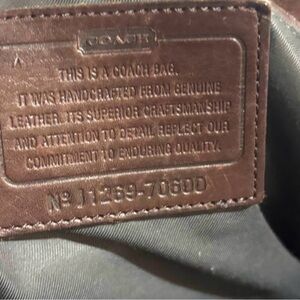 COACH
THIS IS A COACH BAG.
IT WAS HANDCRAFTED FROM GENUINE
LEATHER. ITS SUPERIOR CRAFTSMANSHIP
AND ATTENTION TO DETAIL REFLECT OUR
COMMITMENT TO ENDURING QUALITY.
Nº J1269-7060D